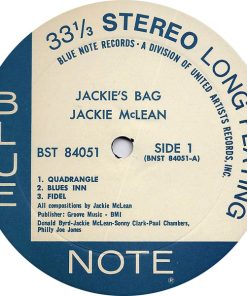 33 1/3 STEREO LONG PLAYING
BLUE NOTE RECORDS · A DIVISION OF UNITED ARTISTS RECORDS, INC.
BLUE
JACKIE'S BAG
JACKIE McLEAN
BST 84051
SIDE 1
(BNST 84051-A)
1. QUADRANGLE
2. BLUES INN
3. FIDEL
All compositions by Jackie McLean
Publisher: Groove Music - BMI
Donald Byrd-Jackie McLean-Sonny Clark-Paul Chambers,
Philly Joe Jones
NOTE
®